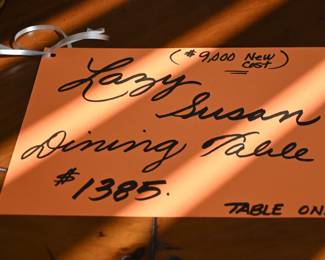 ($9,000 New
Cost)
Lazy
Susan
Dining Table
$1385.
TABLE ON